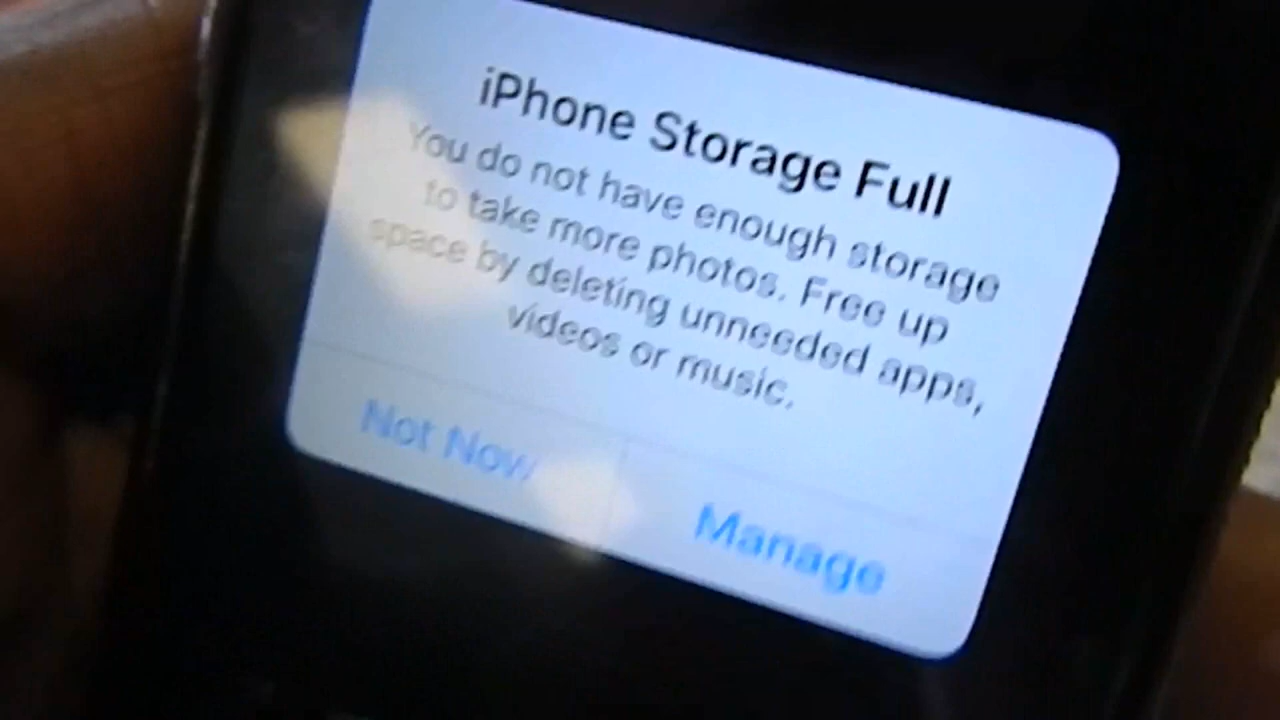 iPhone Storage Full
You do not have enough storage
to take more photos. Free up
space by deleting unneeded apps,
videos or music.
Not Now
Manage